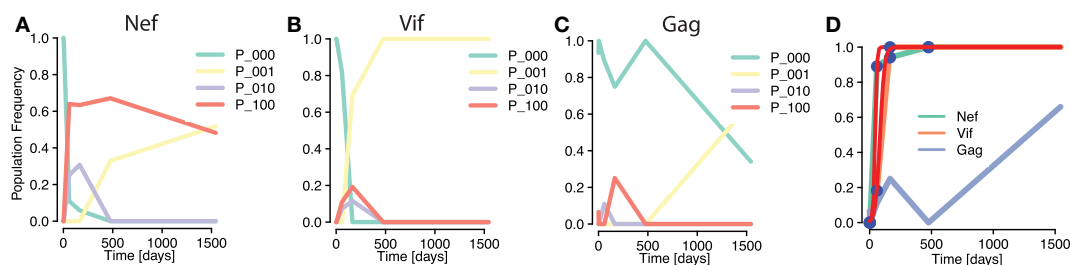 A Nef
Population Frequency
1.0
0.8
0.6
0.4
0.2
0.0
P_000
P_001
P_010
P_100
0 500 1000 1500
Time [days]
B Vif
1.0
0.8
0.6
0.4
0.2
0.0
P_000
P_001
P_010
P_100
0 500 1000 1500
Time [days]
C Gag
1.0
0.8
0.6
0.4
0.2
0.0
P_000
P_001
P_010
P_100
0 500 1000 1500
Time [days]
D
1.0
0.8
0.6
0.4
0.2
0.0
Nef
Vif
Gag
0 500 1000 1500
Time [days]